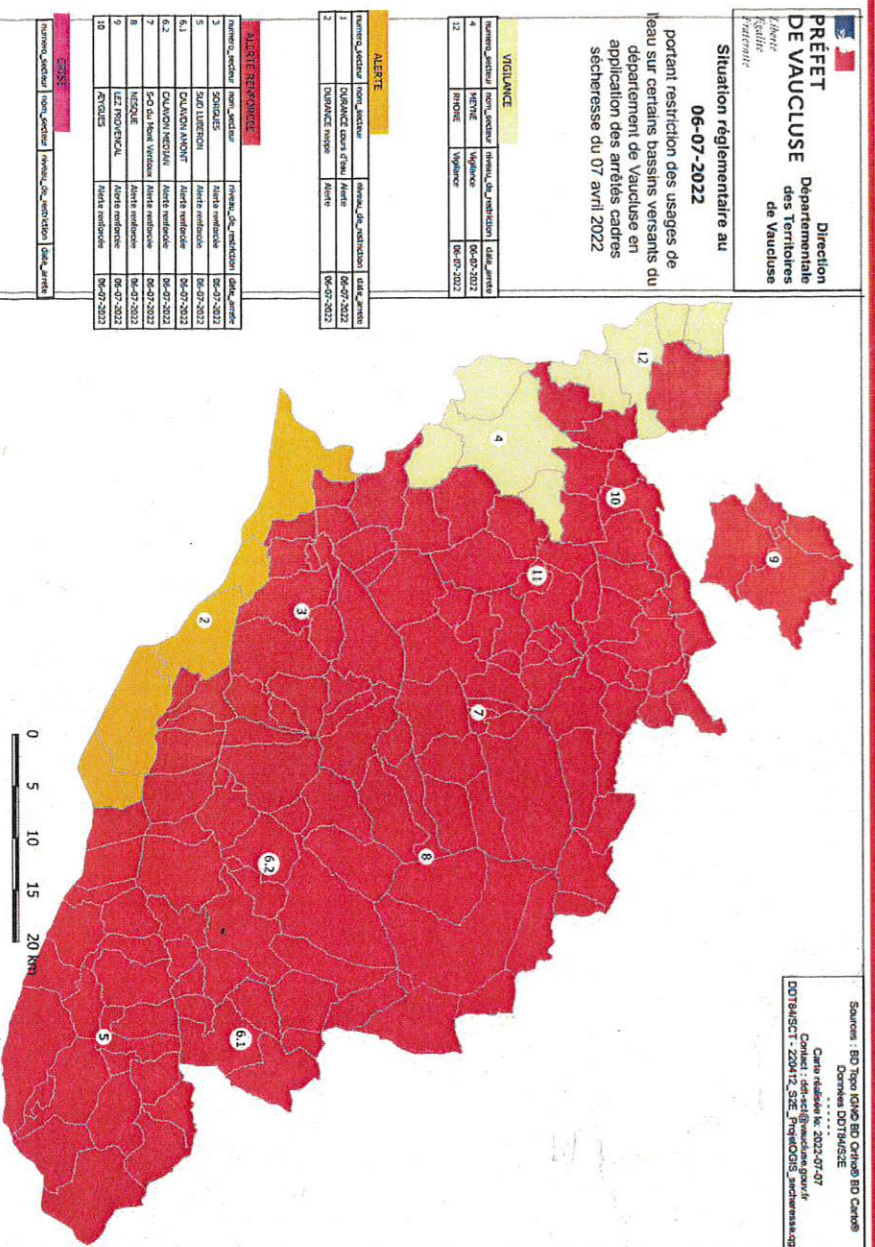 PRÉFET
DE VAUCLUSE
Liberté
Égalité
Fraternité
Direction
Départementale
des Territoires
de Vaucluse
Situation réglementaire au
06-07-2022
portant restriction des usages de
l'eau sur certains bassins versants du
département de Vaucluse en
application des arrêtés cadres
sécheresse du 07 avril 2022
VIGILANCE
numero_secteur nom_secteur niveau_de_restriction date_arrete
4 MEYNE Vigilance 06-07-2022
12 RHONE Vigilance 06-07-2022
ALERTE
numero_secteur nom_secteur niveau_de_restriction date_arrete
1 DURANCE cours d'eau Alerte 06-07-2022
2 DURANCE nappe Alerte 06-07-2022
ALERTE RENFORCEE
numero_secteur nom_secteur niveau_de_restriction date_arrete
3 SORGUES Alerte renforcée 06-07-2022
5 SUD LUBERON Alerte renforcée 06-07-2022
6.1 CALAVON AMONT Alerte renforcée 06-07-2022
6.2 CALAVON MEDIAN Alerte renforcée 06-07-2022
7 S-O du Mont Ventoux Alerte renforcée 06-07-2022
8 NESQUE Alerte renforcée 06-07-2022
9 LEZ PROVENCAL Alerte renforcée 06-07-2022
10 ÆYGUES Alerte renforcée 06-07-2022
CRISE
numero_secteur nom_secteur niveau_de_restriction date_arrete
Sources : BD Topo IGN© BD Ortho® BD Carto®
Données DDT84/S2E
Carte réalisée le: 2022-07-07
Contact : ddt-sct@vaucluse.gouv.fr
DDT84/SCT - 220412_S2E_ProjetQGIS_secheresse.qg
9
12
10
4
11
7
3
8
2
6.2
6.1
5
0 5 10 15 20 km